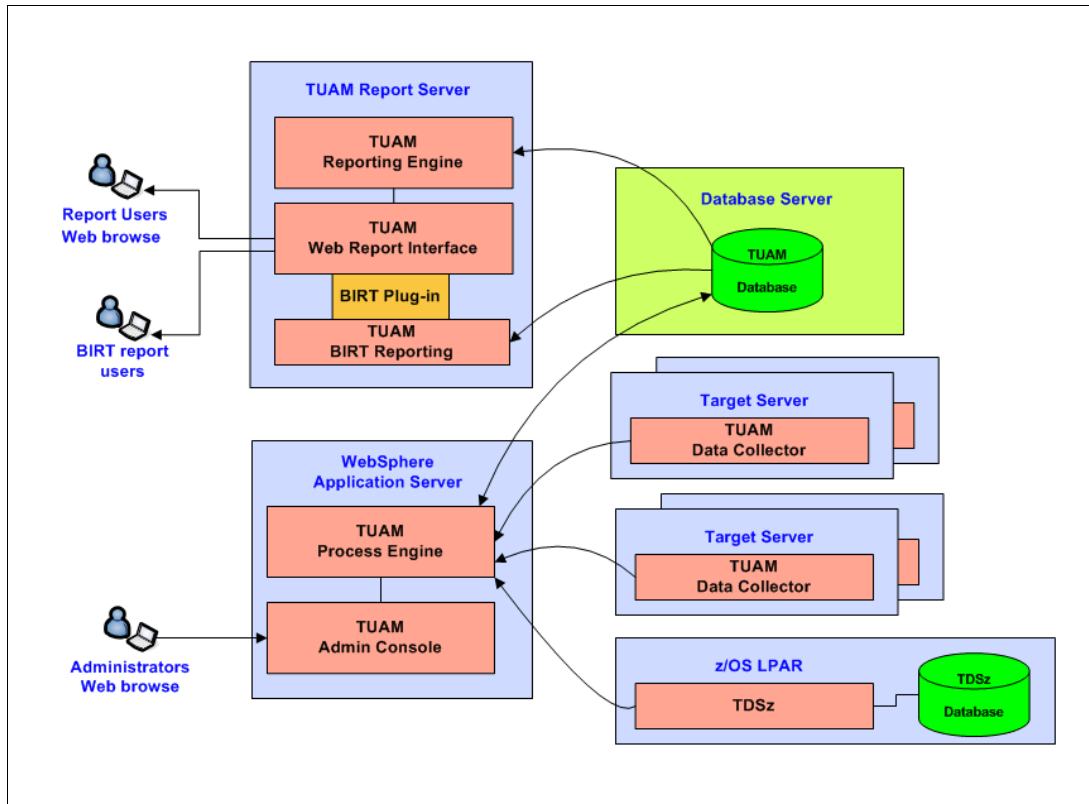 TUAM Report Server
TUAM
Reporting Engine
TUAM
Web Report Interface
BIRT Plug-in
TUAM
BIRT Reporting
Report Users
Web browse
BIRT report
users
Database Server
TUAM
Database
Target Server
TUAM
Data Collector
WebSphere
Application Server
TUAM
Process Engine
TUAM
Admin Console
Target Server
TUAM
Data Collector
Administrators
Web browse
z/OS LPAR
TDSz
TDSz
Database